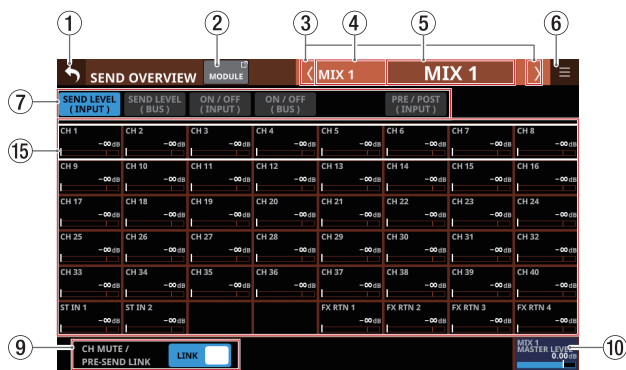 ① ② ③ ④ ⑤ ⑥
SEND OVERVIEW MODULE MIX 1 MIX 1
⑦
SEND LEVEL (INPUT) SEND LEVEL (BUS) ON / OFF (INPUT) ON / OFF (BUS) PRE / POST (INPUT)
⑮
CH 1 CH 2 CH 3 CH 4 CH 5 CH 6 CH 7 CH 8
-∞dB -∞dB -∞dB -∞dB -∞dB -∞dB -∞dB -∞dB
CH 9 CH 10 CH 11 CH 12 CH 13 CH 14 CH 15 CH 16
-∞dB -∞dB -∞dB -∞dB -∞dB -∞dB -∞dB -∞dB
CH 17 CH 18 CH 19 CH 20 CH 21 CH 22 CH 23 CH 24
-∞dB -∞dB -∞dB -∞dB -∞dB -∞dB -∞dB -∞dB
CH 25 CH 26 CH 27 CH 28 CH 29 CH 30 CH 31 CH 32
-∞dB -∞dB -∞dB -∞dB -∞dB -∞dB -∞dB -∞dB
CH 33 CH 34 CH 35 CH 36 CH 37 CH 38 CH 39 CH 40
-∞dB -∞dB -∞dB -∞dB -∞dB -∞dB -∞dB -∞dB
ST IN 1 ST IN 2 FX RTN 1 FX RTN 2 FX RTN 3 FX RTN 4
-∞dB -∞dB -∞dB -∞dB -∞dB -∞dB
⑨
CH MUTE /
PRE-SEND LINK
LINK
MIX 1
MASTER LEVEL
0.00dB
⑩